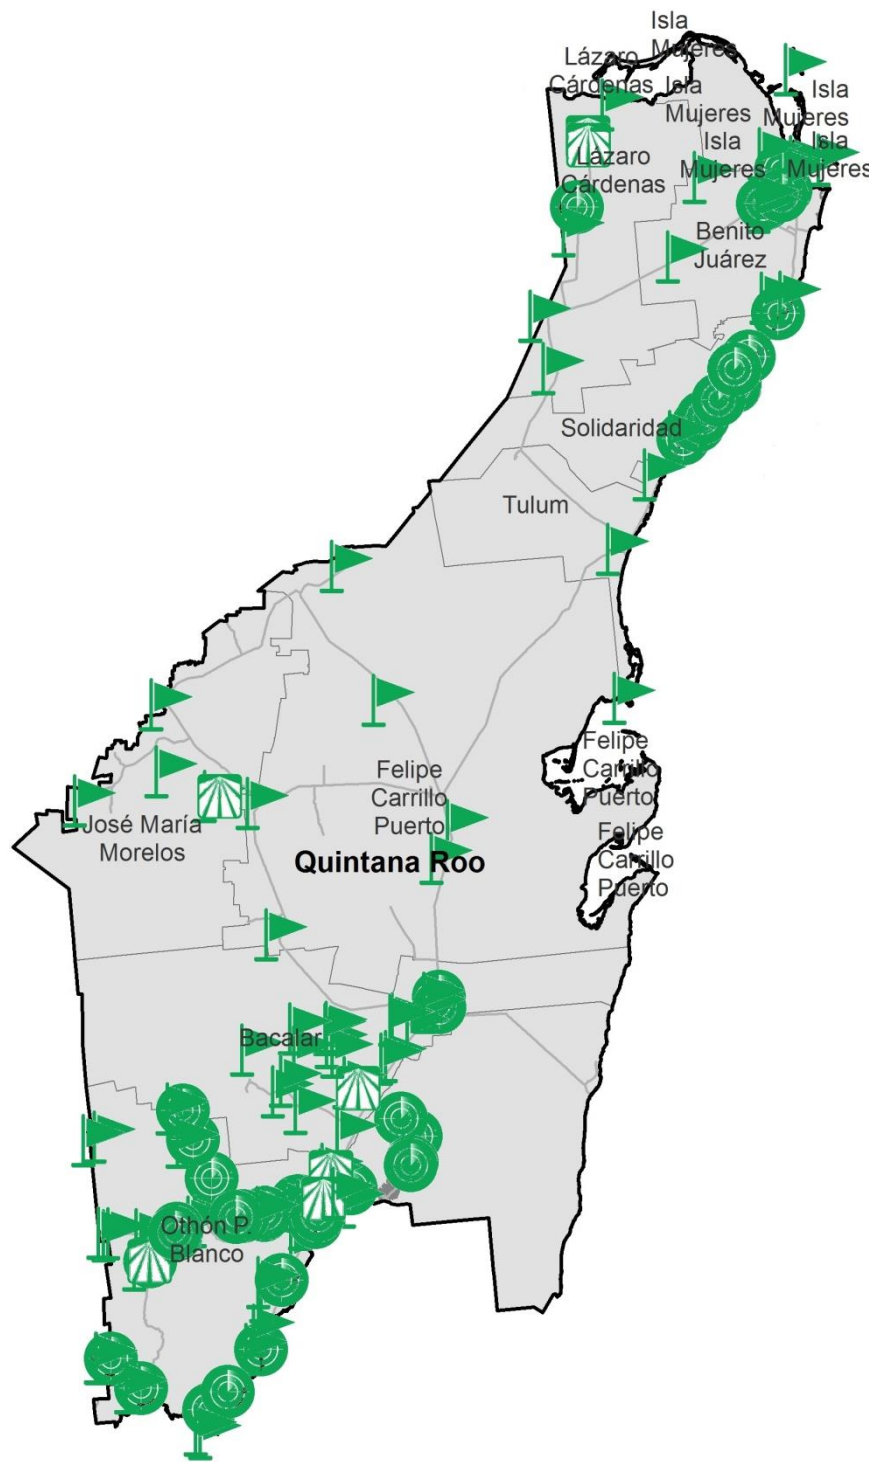 Isla
Mujeres
Lázaro
Cárdenas
Isla
Mujeres
Isla
Mujeres
Isla
Mujeres
Isla
Mujeres
Lázaro
Cárdenas
Benito
Juárez
Solidaridad
Tulum
Felipe
Carrillo
Puerto
Felipe
Carrillo
Puerto
José María
Morelos
Felipe
Carrillo
Puerto
Quintana Roo
Bacalar
Othón P.
Blanco